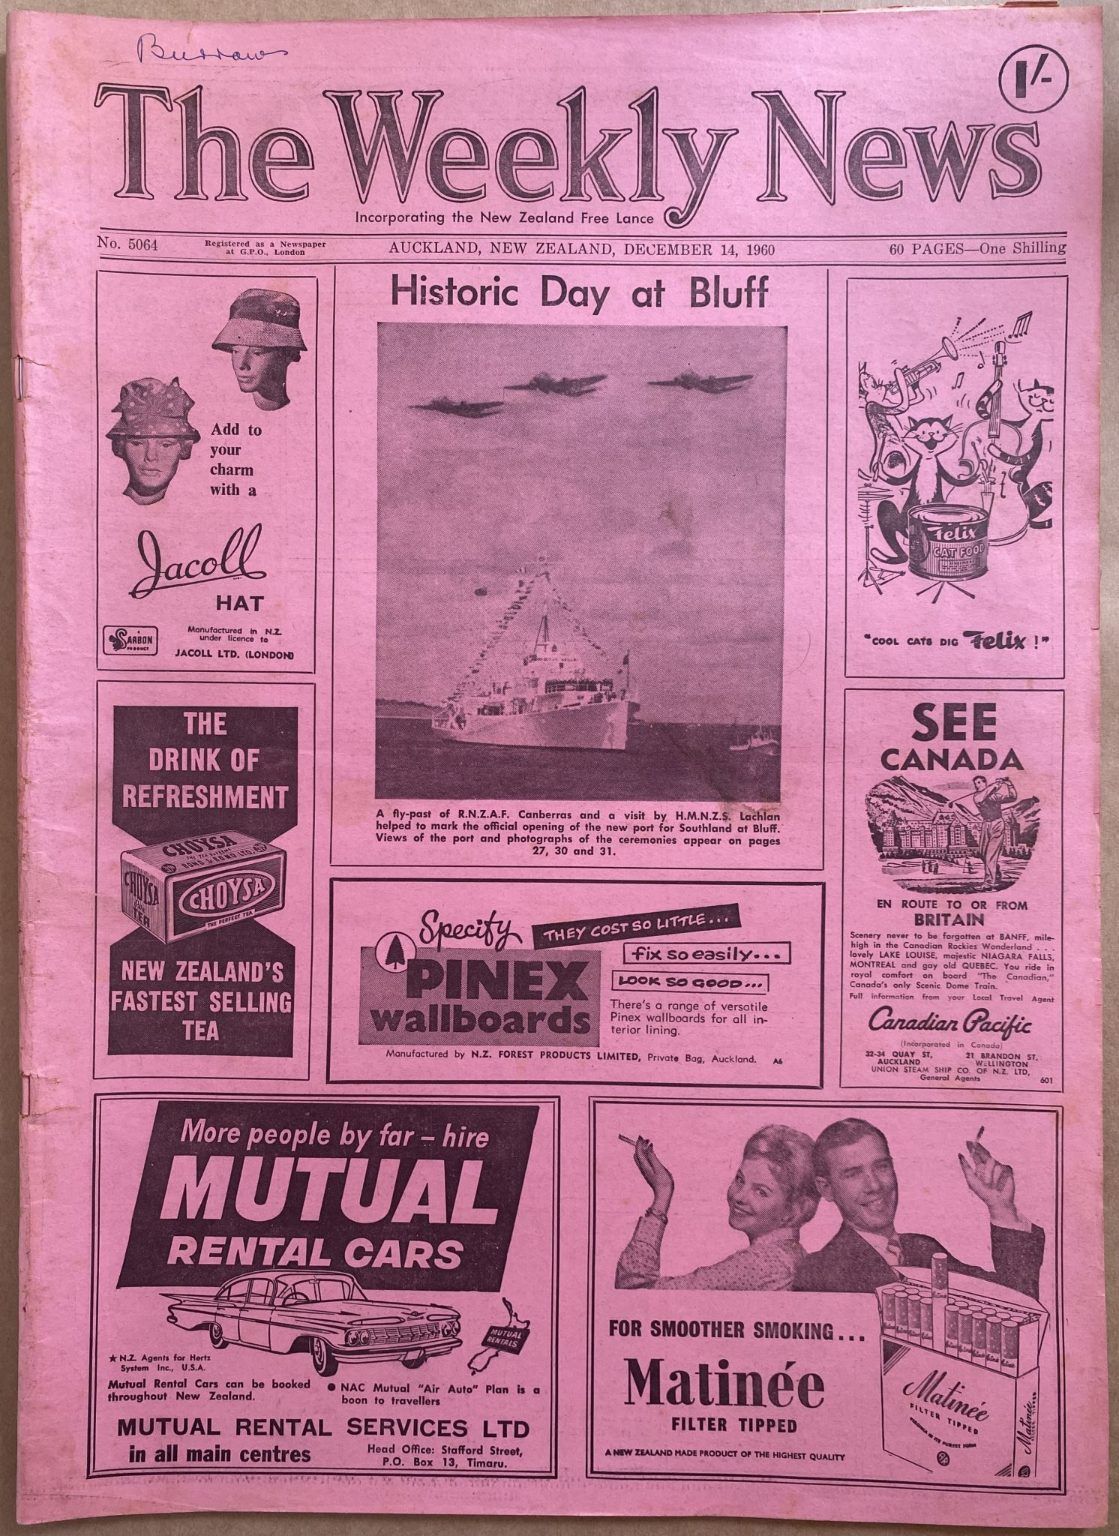 Burrows
The Weekly News
1/-
Incorporating the New Zealand Free Lance
No. 5064
Registered as a Newspaper
at G.P.O., London
AUCKLAND, NEW ZEALAND, DECEMBER 14, 1960
60 PAGES—One Shilling
Add to
your
charm
with a
Jacoll
HAT
SARBON
PRODUCT
Manufactured in N.Z.
under licence to
JACOLL LTD. (LONDON)
Historic Day at Bluff
A fly-past of R.N.Z.A.F. Canberras and a visit by H.M.N.Z.S. Lachlan
helped to mark the official opening of the new port for Southland at Bluff.
Views of the port and photographs of the ceremonies appear on pages
27, 30 and 31.
Felix
CAT FOOD
"COOL CATS DIG Felix !"
THE
DRINK OF
REFRESHMENT
CHOYSA
CHOYSA
TEA
CHOYSA
THE PERFECT TEA
NEW ZEALAND'S
FASTEST SELLING
TEA
Specify
PINEX
wallboards
THEY COST SO LITTLE...
fix so easily...
LOOK SO GOOD...
There's a range of versatile
Pinex wallboards for all in-
terior lining.
Manufactured by N.Z. FOREST PRODUCTS LIMITED, Private Bag, Auckland.
A6
SEE
CANADA
EN ROUTE TO OR FROM
BRITAIN
Scenery never to be forgotten at BANFF, mile-
high in the Canadian Rockies Wonderland . . .
lovely LAKE LOUISE, majestic NIAGARA FALLS,
MONTREAL and gay old QUEBEC. You ride in
royal comfort on board "The Canadian,"
Canada's only Scenic Dome Train.
Full information from your Local Travel Agent
Canadian Pacific
(Incorporated in Canada)
32-34 QUAY ST, 21 BRANDON ST.
AUCKLAND WELLINGTON
UNION STEAM SHIP CO. OF N.Z. LTD,
General Agents
601
More people by far – hire
MUTUAL
RENTAL CARS
MUTUAL
RENTALS
★ N.Z. Agents for Hertz
System Inc., U.S.A.
Mutual Rental Cars can be booked
throughout New Zealand.
● NAC Mutual "Air Auto" Plan is a
boon to travellers
MUTUAL RENTAL SERVICES LTD
in all main centres
Head Office: Stafford Street,
P.O. Box 13, Timaru.
FOR SMOOTHER SMOKING...
Matinée
FILTER TIPPED
A NEW ZEALAND MADE PRODUCT OF THE HIGHEST QUALITY
Matinée
FILTER TIPPED
Matinée